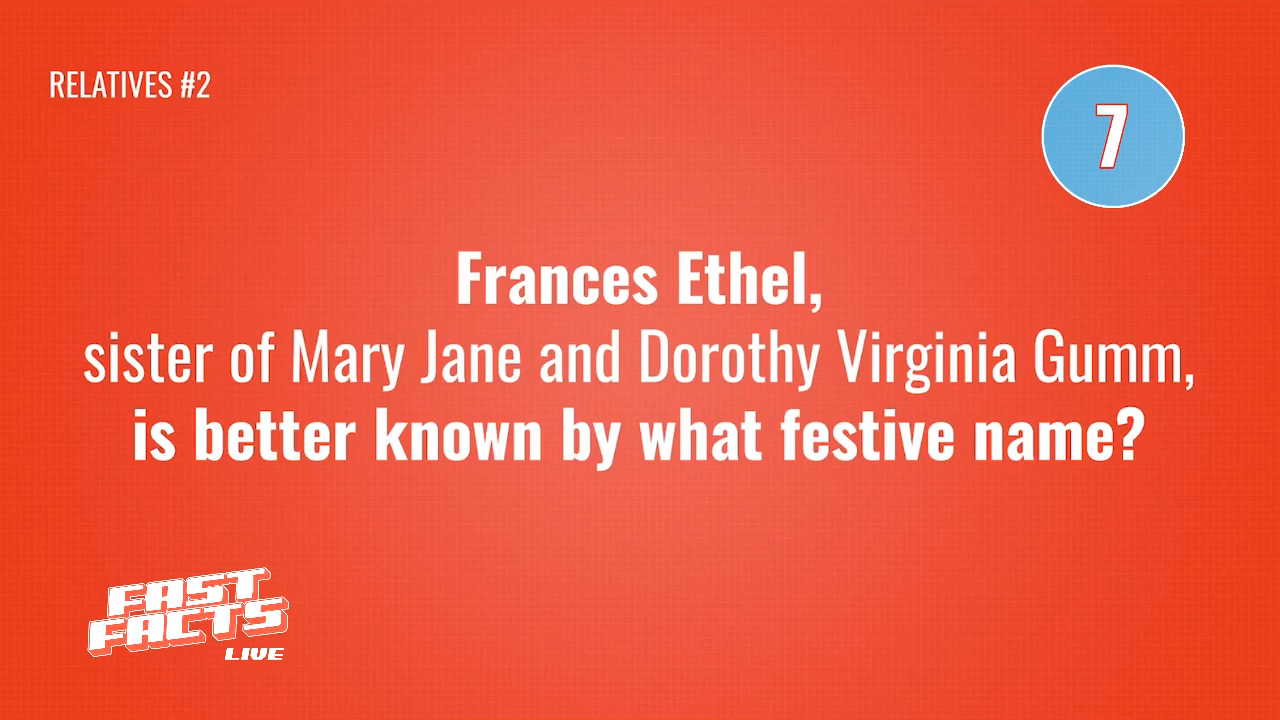 RELATIVES #2
7
Frances Ethel,
sister of Mary Jane and Dorothy Virginia Gumm,
is better known by what festive name?
FAST
FACTS
LIVE